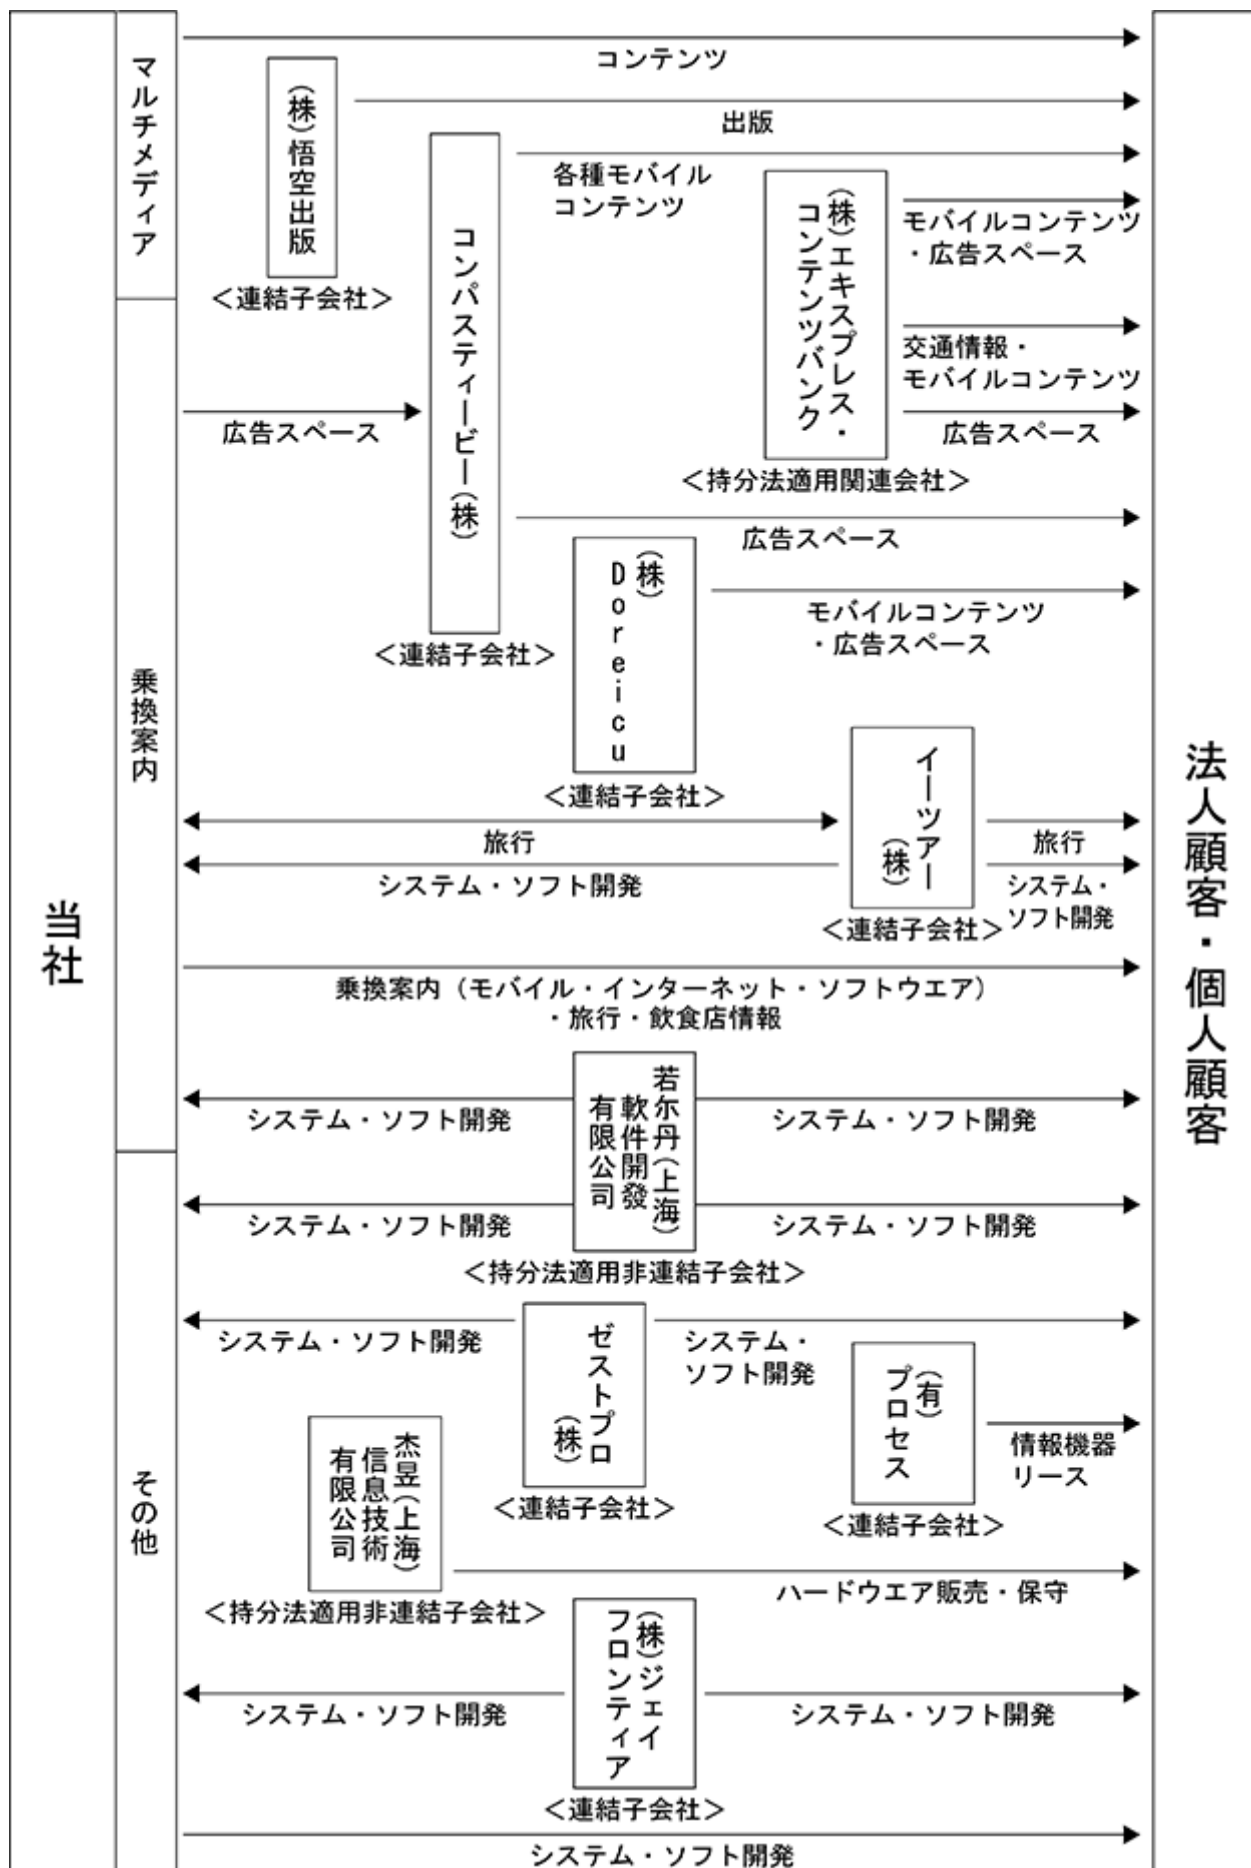 当社
マルチメディア
乗換案内
その他
法人顧客・個人顧客
コンテンツ
(株)悟空出版
<連結子会社>
出版
コンパスティービー(株)
<連結子会社>
各種モバイル
コンテンツ
(株)エキスプレス・
コンテンツバンク
<持分法適用関連会社>
モバイルコンテンツ
・広告スペース
交通情報・
モバイルコンテンツ
広告スペース
広告スペース
広告スペース
(株)
Doreicu
<連結子会社>
モバイルコンテンツ
・広告スペース
イーツアー
(株)
<連結子会社>
旅行
システム・ソフト開発
旅行
システム・
ソフト開発
乗換案内(モバイル・インターネット・ソフトウエア)
・旅行・飲食店情報
若尓丹(上海)
軟件開發
有限公司
<持分法適用非連結子会社>
システム・ソフト開発
システム・ソフト開発
システム・ソフト開発
システム・ソフト開発
ゼストプロ
(株)
<連結子会社>
システム・ソフト開発
システム・
ソフト開発
(有)
プロセス
<連結子会社>
情報機器
リース
杰昱(上海)
信息技術
有限公司
<持分法適用非連結子会社>
ハードウエア販売・保守
(株)ジェイ
フロンティア
<連結子会社>
システム・ソフト開発
システム・ソフト開発
システム・ソフト開発